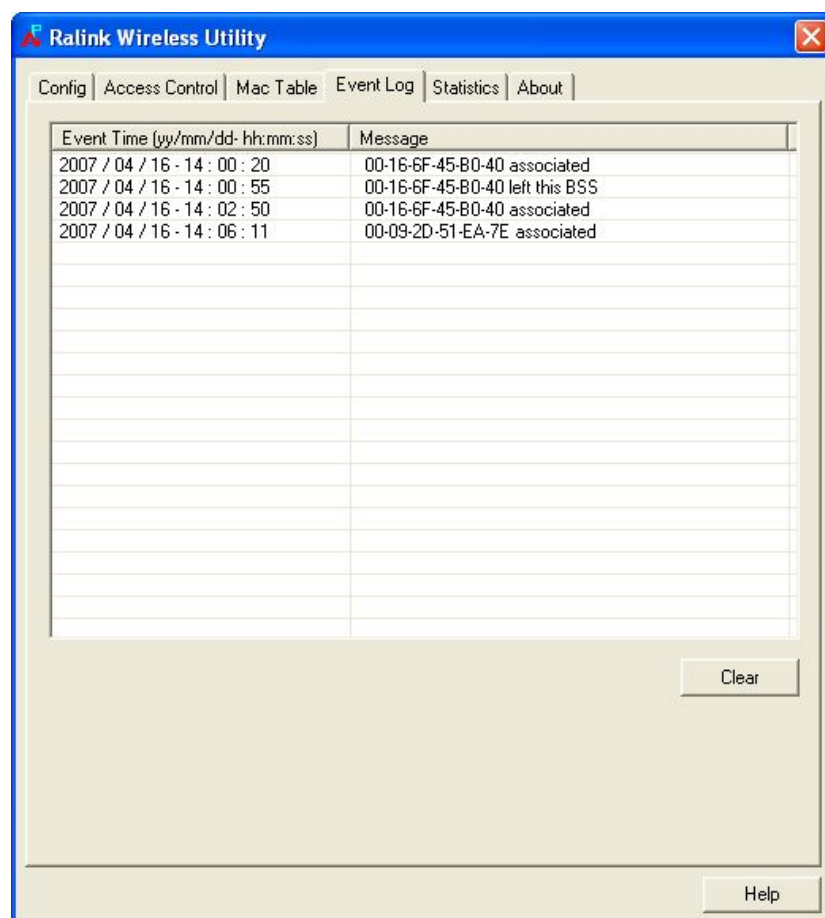 Ralink Wireless Utility
Config Access Control Mac Table Event Log Statistics About
Event Time (yy/mm/dd- hh:mm:ss) Message
2007 / 04 / 16 - 14 : 00 : 20 00-16-6F-45-B0-40 associated
2007 / 04 / 16 - 14 : 00 : 55 00-16-6F-45-B0-40 left this BSS
2007 / 04 / 16 - 14 : 02 : 50 00-16-6F-45-B0-40 associated
2007 / 04 / 16 - 14 : 06 : 11 00-09-2D-51-EA-7E associated
Clear
Help